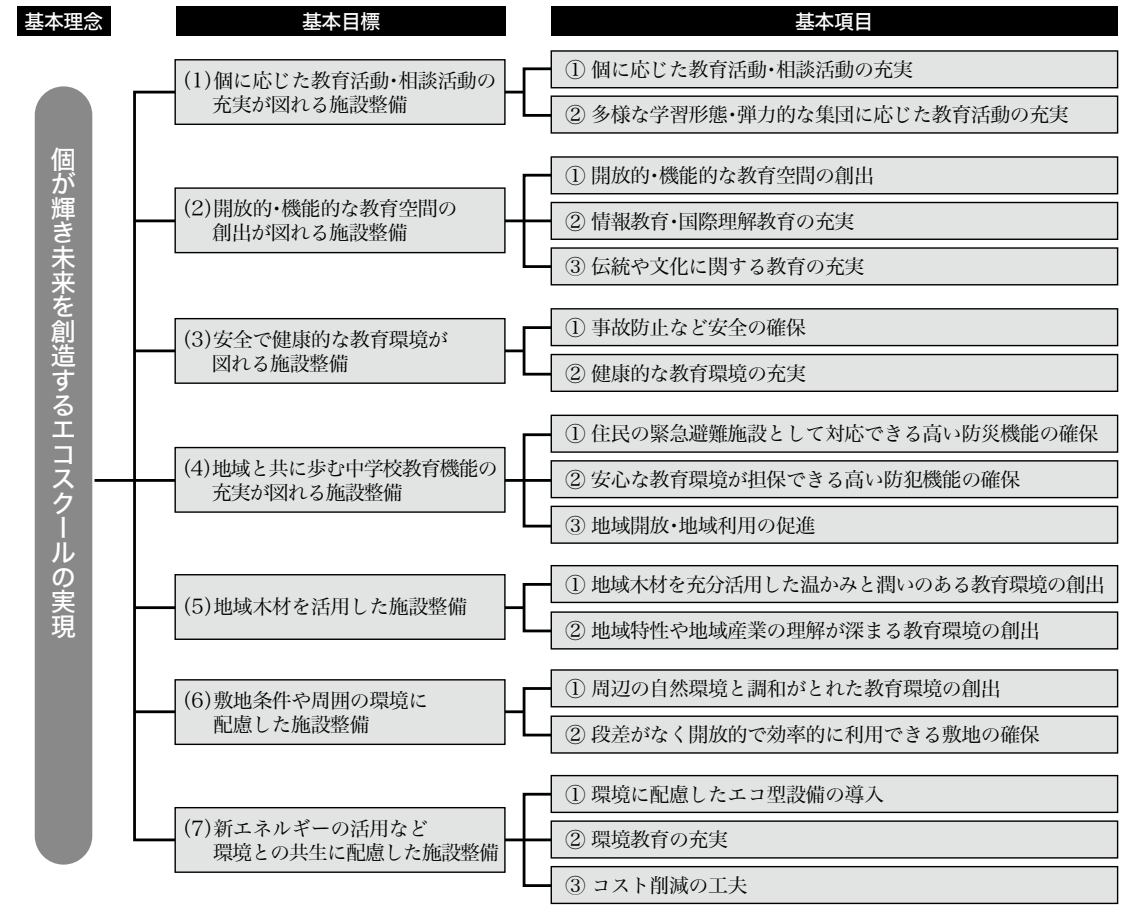 基本理念
基本目標
基本項目
個が輝き未来を創造するエコスクールの実現
(1)個に応じた教育活動・相談活動の
充実が図れる施設整備
① 個に応じた教育活動・相談活動の充実
② 多様な学習形態・弾力的な集団に応じた教育活動の充実
(2)開放的・機能的な教育空間の
創出が図れる施設整備
① 開放的・機能的な教育空間の創出
② 情報教育・国際理解教育の充実
③ 伝統や文化に関する教育の充実
(3)安全で健康的な教育環境が
図れる施設整備
① 事故防止など安全の確保
② 健康的な教育環境の充実
(4)地域と共に歩む中学校教育機能の
充実が図れる施設整備
① 住民の緊急避難施設として対応できる高い防災機能の確保
② 安心な教育環境が担保できる高い防犯機能の確保
③ 地域開放・地域利用の促進
(5)地域木材を活用した施設整備
① 地域木材を充分活用した温かみと潤いのある教育環境の創出
② 地域特性や地域産業の理解が深まる教育環境の創出
(6)敷地条件や周囲の環境に
配慮した施設整備
① 周辺の自然環境と調和がとれた教育環境の創出
② 段差がなく開放的で効率的に利用できる敷地の確保
(7)新エネルギーの活用など
環境との共生に配慮した施設整備
① 環境に配慮したエコ型設備の導入
② 環境教育の充実
③ コスト削減の工夫